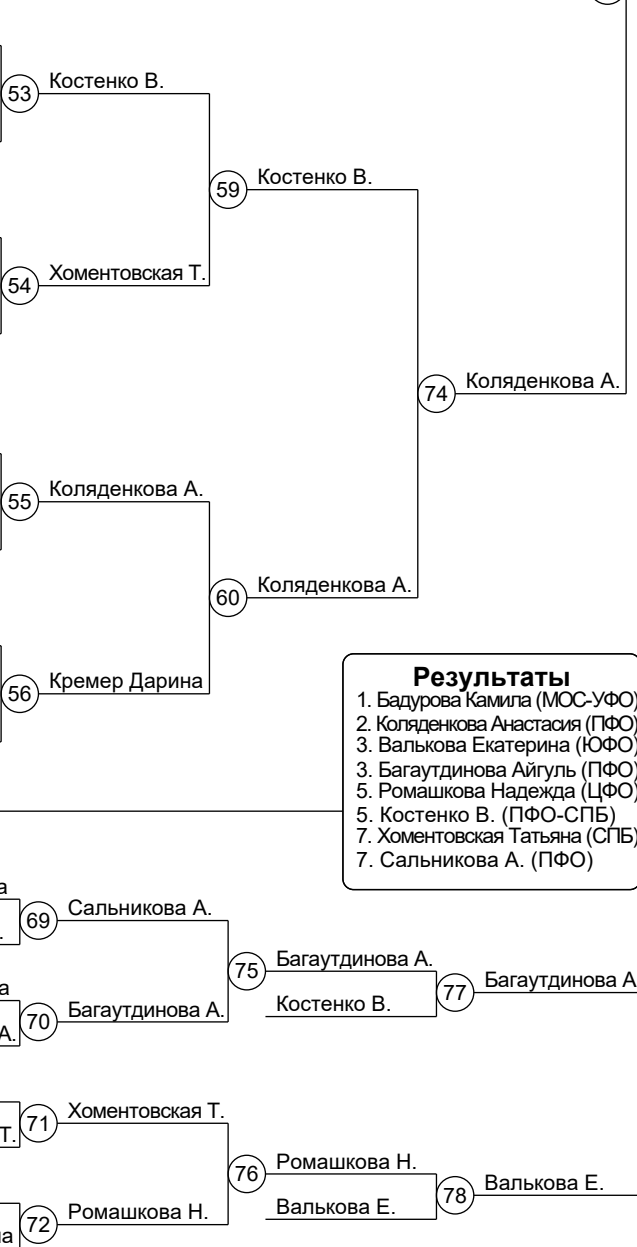 53 Костенко В.
59 Костенко В.
54 Хоментовская Т.
74 Коляденкова А.
55 Коляденкова А.
60 Коляденкова А.
56 Кремер Дарина
Результаты
1. Бадурова Камила (МОС-УФО)
2. Коляденкова Анастасия (ПФО)
3. Валькова Екатерина (ЮФО)
3. Багаутдинова Айгуль (ПФО)
5. Ромашкова Надежда (ЦФО)
5. Костенко В. (ПФО-СПБ)
7. Хоментовская Татьяна (СПБ)
7. Сальникова А. (ПФО)
а
69 Сальникова А.
.
75 Багаутдинова А.
77 Багаутдинова А
Костенко В.
а
70 Багаутдинова А.
А.
71 Хоментовская Т.
Т.
76 Ромашкова Н.
78 Валькова Е.
Валькова Е.
72 Ромашкова Н.
на